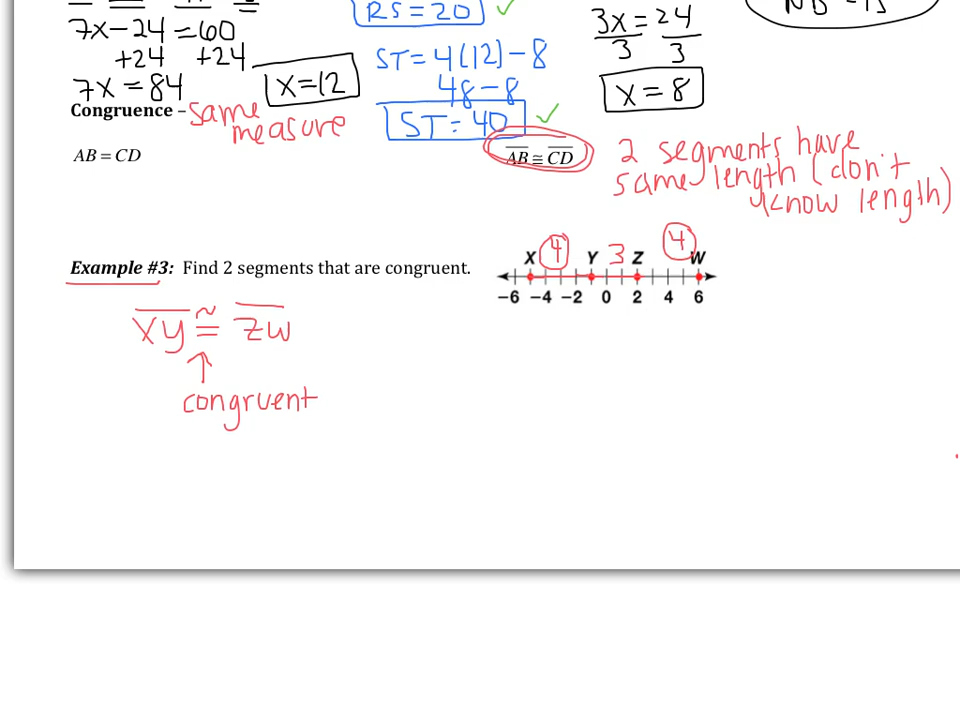 RS = 20 ✓
7x - 24 = 60
+24 +24
7x = 84
x = 12
ST = 4(12) - 8
48 - 8
ST = 40 ✓
3x = 24
3 3
x = 8
Congruence – same measure
AB = CD
AB ≅ CD
2 segments have
same length (don't
know length)
Example #3: Find 2 segments that are congruent.
X 4 Y 3 Z 4 W
-6 -4 -2 0 2 4 6
XY ≅ ZW
↑
congruent